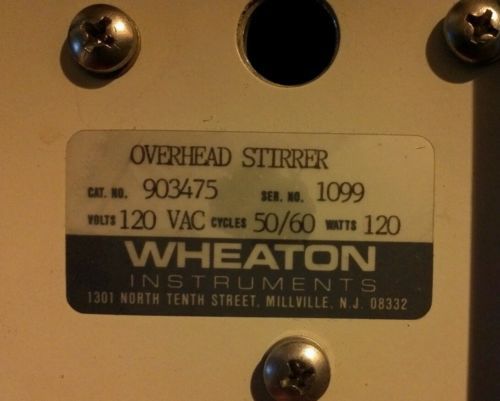 OVERHEAD STIRRER
CAT. NO. 903475 SER. NO. 1099
VOLTS 120 VAC CYCLES 50/60 WATTS 120
WHEATON
INSTRUMENTS
1301 NORTH TENTH STREET, MILLVILLE, N.J. 08332